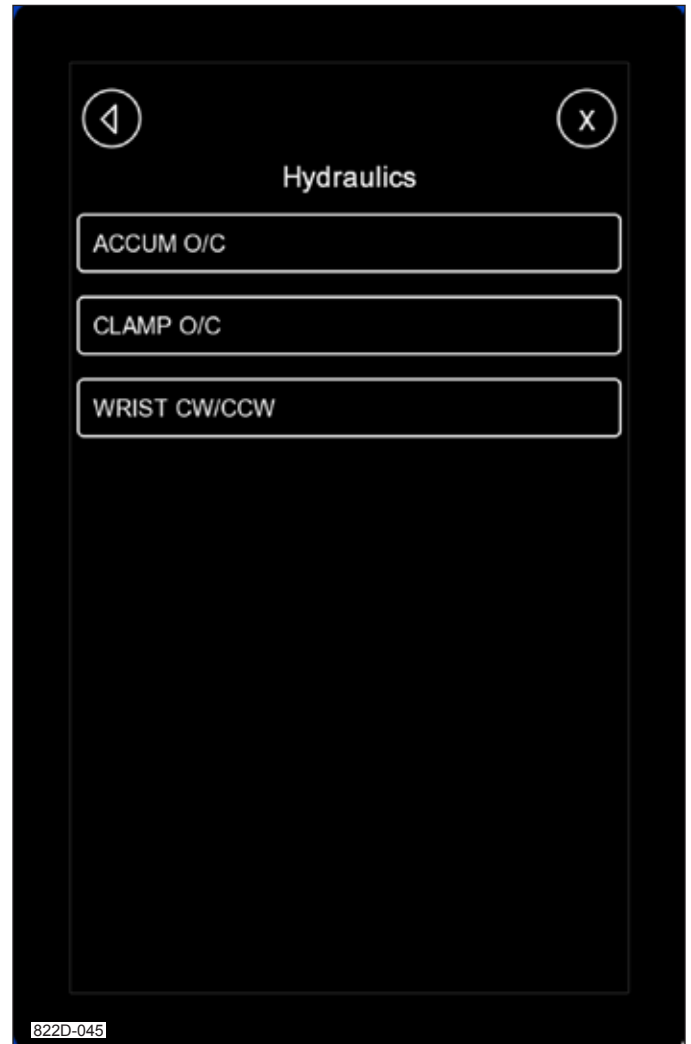 X
Hydraulics
ACCUM O/C
CLAMP O/C
WRIST CW/CCW
822D-045